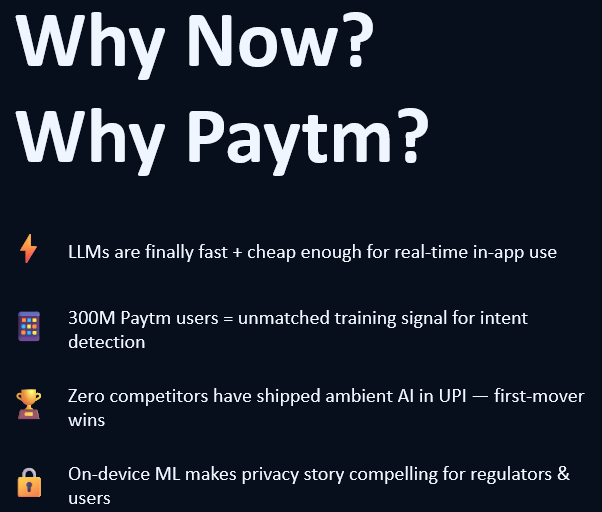 Why Now?
Why Paytm?
LLMs are finally fast + cheap enough for real-time in-app use
300M Paytm users = unmatched training signal for intent
detection
Zero competitors have shipped ambient AI in UPI — first-mover
wins
On-device ML makes privacy story compelling for regulators &
users